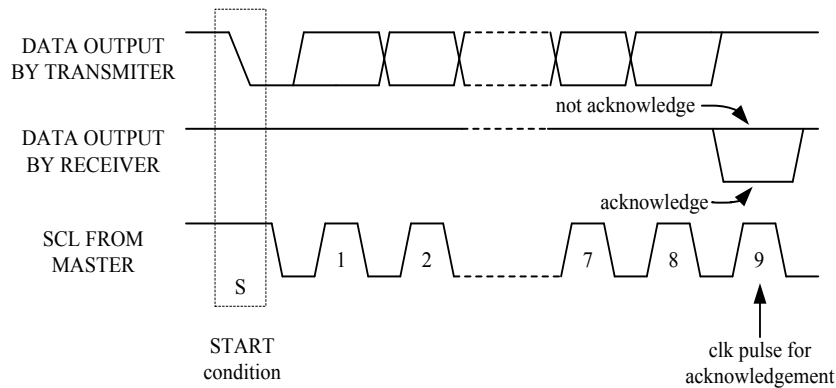 DATA OUTPUT
BY TRANSMITER
not acknowledge
DATA OUTPUT
BY RECEIVER
acknowledge
SCL FROM
MASTER
S
1
2
7
8
9
START
condition
clk pulse for
acknowledgement